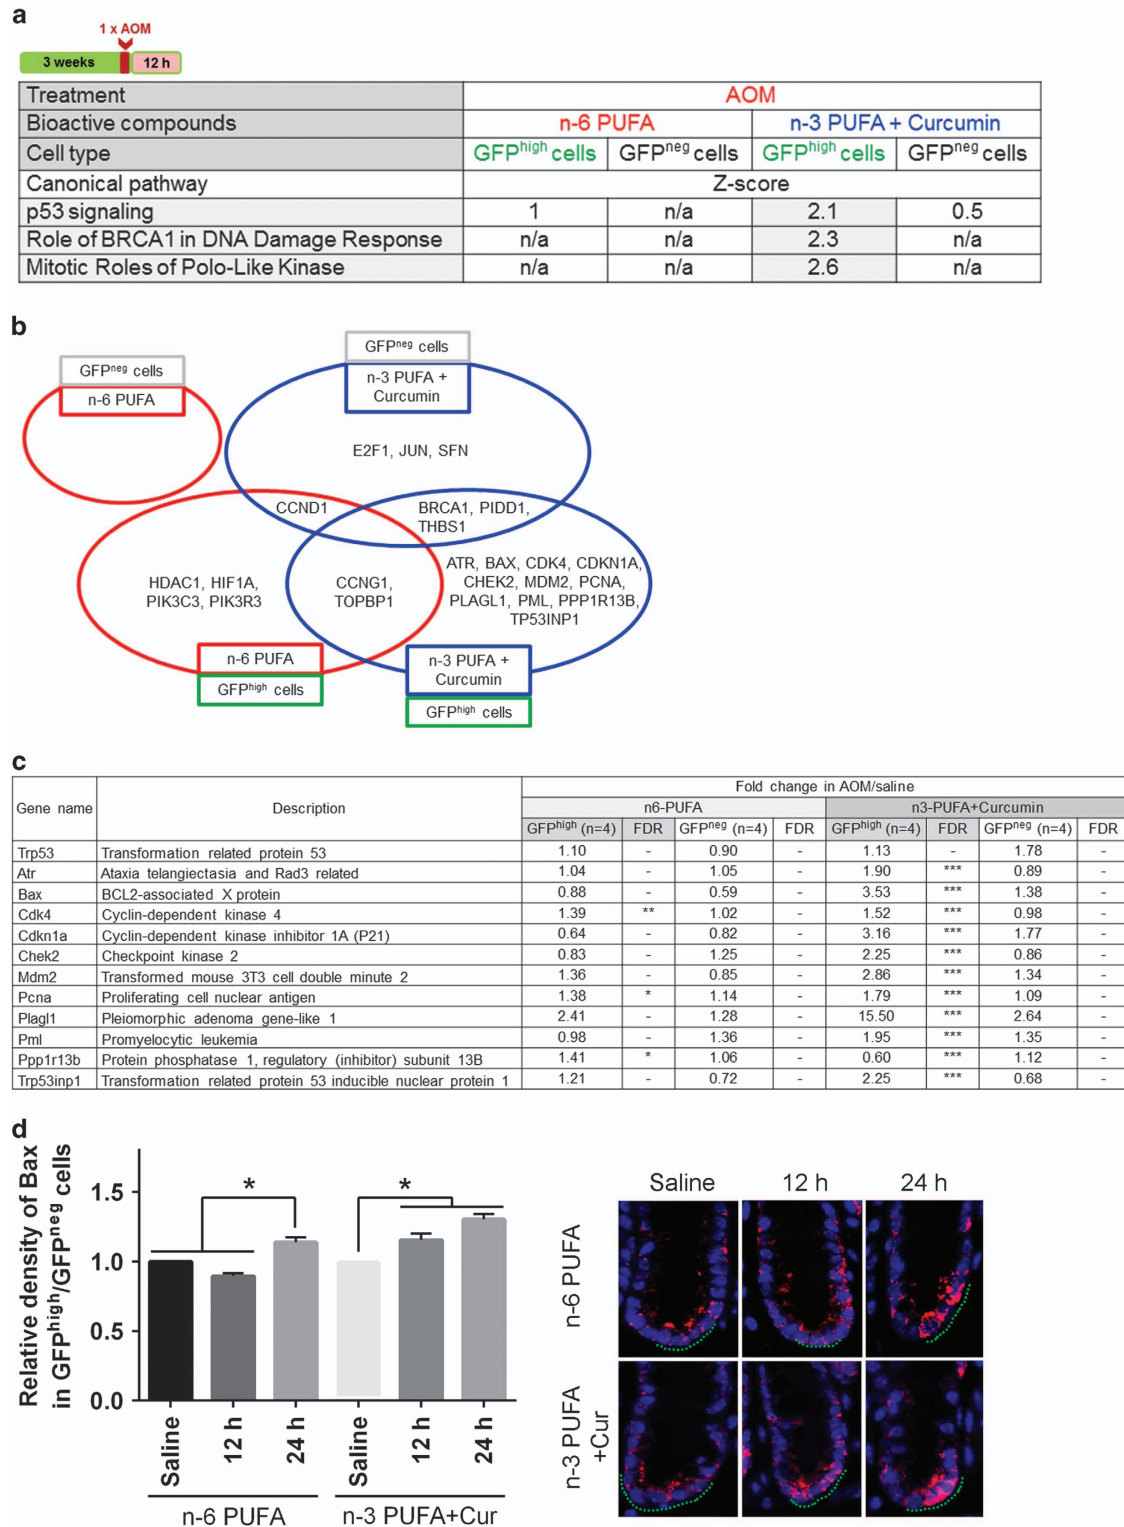 a
1 x AOM
3 weeks 12 h
Treatment AOM
Bioactive compounds n-6 PUFA n-3 PUFA + Curcumin
Cell type GFPhigh cells GFPneg cells GFPhigh cells GFPneg cells
Canonical pathway Z-score
p53 signaling 1 n/a 2.1 0.5
Role of BRCA1 in DNA Damage Response n/a n/a 2.3 n/a
Mitotic Roles of Polo-Like Kinase n/a n/a 2.6 n/a
b
GFPneg cells
n-6 PUFA
GFPneg cells
n-3 PUFA +
Curcumin
E2F1, JUN, SFN
CCND1
BRCA1, PIDD1,
THBS1
HDAC1, HIF1A,
PIK3C3, PIK3R3
CCNG1,
TOPBP1
ATR, BAX, CDK4, CDKN1A,
CHEK2, MDM2, PCNA,
PLAGL1, PML, PPP1R13B,
TP53INP1
n-6 PUFA
GFPhigh cells
n-3 PUFA +
Curcumin
GFPhigh cells
c
Gene name Description Fold change in AOM/saline
n6-PUFA n3-PUFA+Curcumin
GFPhigh (n=4) FDR GFPneg (n=4) FDR GFPhigh (n=4) FDR GFPneg (n=4) FDR
Trp53 Transformation related protein 53 1.10 - 0.90 - 1.13 - 1.78 -
Atr Ataxia telangiectasia and Rad3 related 1.04 - 1.05 - 1.90 *** 0.89 -
Bax BCL2-associated X protein 0.88 - 0.59 - 3.53 *** 1.38 -
Cdk4 Cyclin-dependent kinase 4 1.39 ** 1.02 - 1.52 *** 0.98 -
Cdkn1a Cyclin-dependent kinase inhibitor 1A (P21) 0.64 - 0.82 - 3.16 *** 1.77 -
Chek2 Checkpoint kinase 2 0.83 - 1.25 - 2.25 *** 0.86 -
Mdm2 Transformed mouse 3T3 cell double minute 2 1.36 - 0.85 - 2.86 *** 1.34 -
Pcna Proliferating cell nuclear antigen 1.38 * 1.14 - 1.79 *** 1.09 -
Plagl1 Pleiomorphic adenoma gene-like 1 2.41 - 1.28 - 15.50 *** 2.64 -
Pml Promyelocytic leukemia 0.98 - 1.36 - 1.95 *** 1.35 -
Ppp1r13b Protein phosphatase 1, regulatory (inhibitor) subunit 13B 1.41 * 1.06 - 0.60 *** 1.12 -
Trp53inp1 Transformation related protein 53 inducible nuclear protein 1 1.21 - 0.72 - 2.25 *** 0.68 -
d
Relative density of Bax
in GFPhigh/GFPneg cells
1.5
1.0
0.5
0.0
* *
Saline 12 h 24 h Saline 12 h 24 h
n-6 PUFA n-3 PUFA+Cur
Saline 12 h 24 h
n-6 PUFA
n-3 PUFA
+Cur